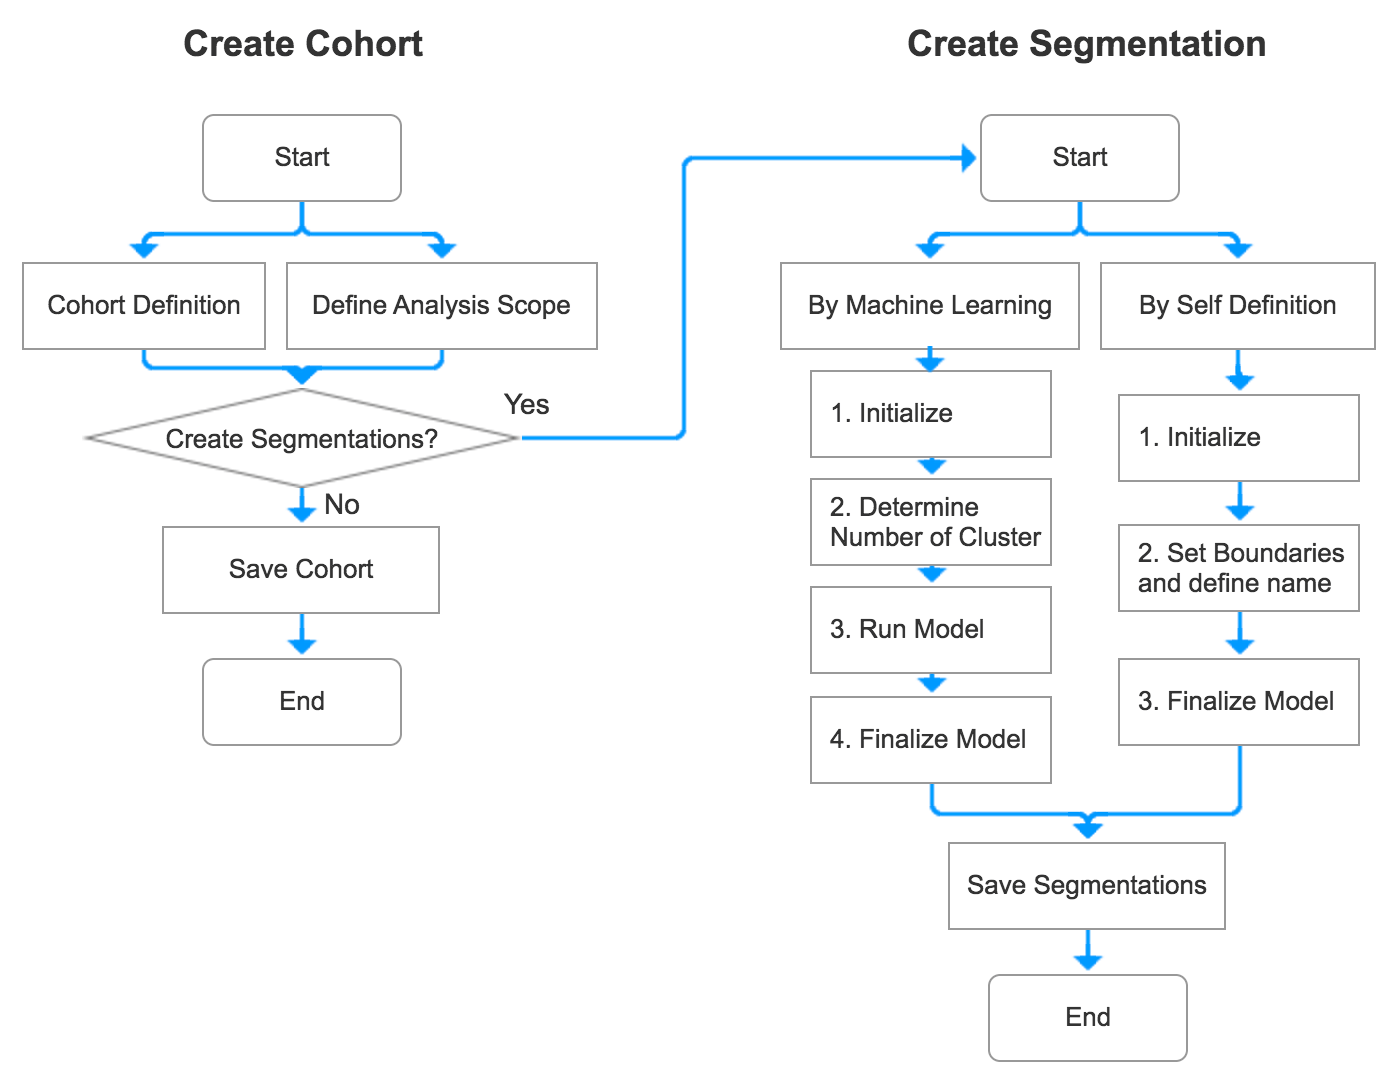 Create Cohort
Start
Cohort Definition
Define Analysis Scope
Create Segmentations?
Yes
No
Save Cohort
End
Create Segmentation
Start
By Machine Learning
1. Initialize
2. Determine
Number of Cluster
3. Run Model
4. Finalize Model
By Self Definition
1. Initialize
2. Set Boundaries
and define name
3. Finalize Model
Save Segmentations
End